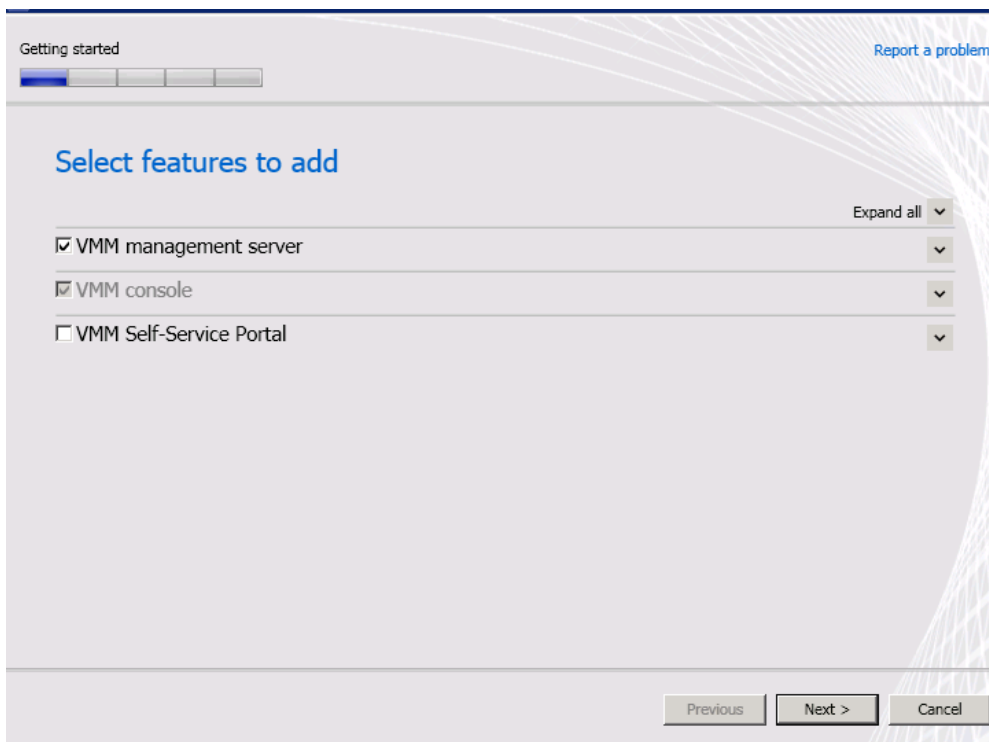 Getting started
Report a problem
Select features to add
Expand all
VMM management server
VMM console
VMM Self-Service Portal
Previous
Next >
Cancel